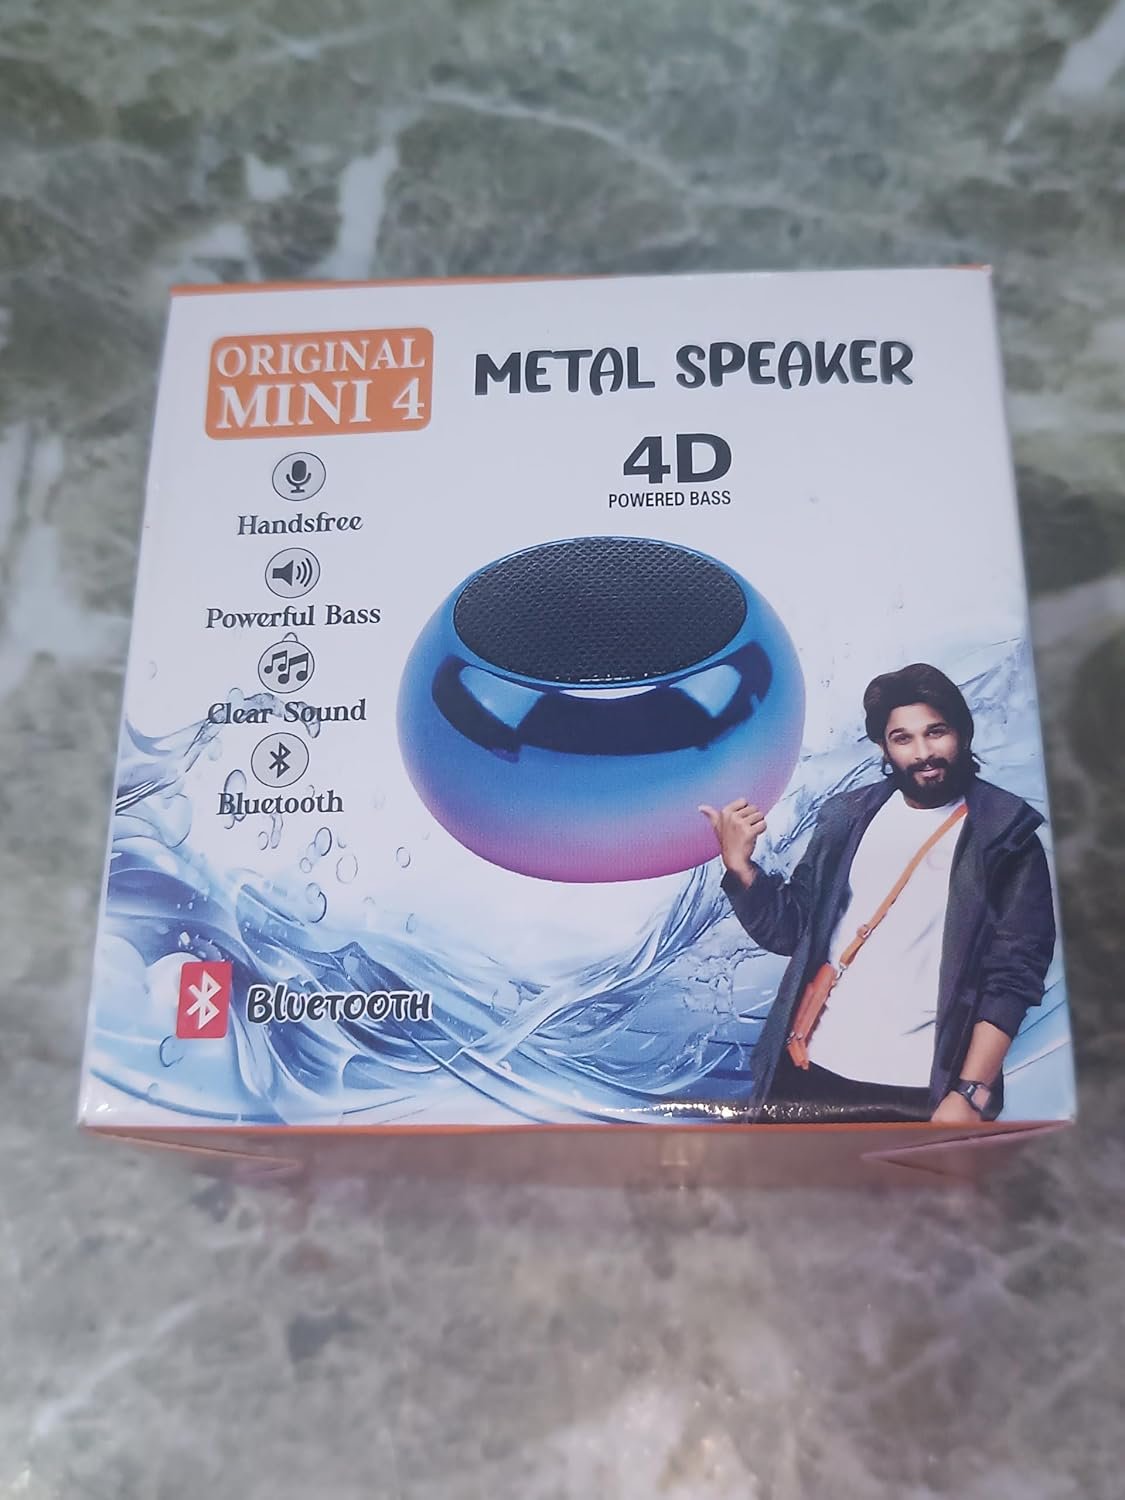 ORIGINAL
MINI 4
METAL SPEAKER
4D
POWERED BASS
Handsfree
Powerful Bass
Clear Sound
Bluetooth
BLUETOOTH